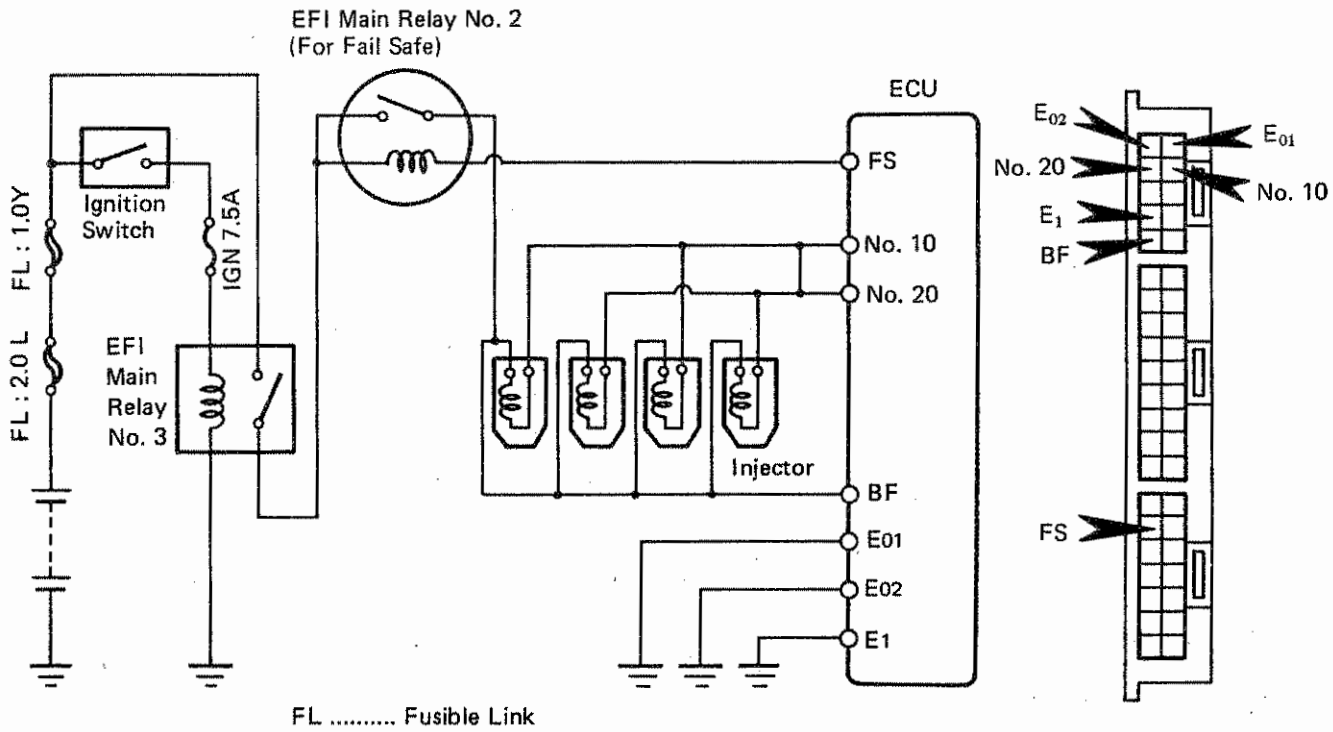 EFI Main Relay No. 2
(For Fail Safe)
ECU
Ignition
Switch
FL : 1.0Y
FL : 2.0 L
IGN 7.5A
EFI
Main
Relay
No. 3
FS
No. 10
No. 20
Injector
BF
E01
E02
E1
E02
E01
No. 20
No. 10
E1
BF
FS
FL .......... Fusible Link